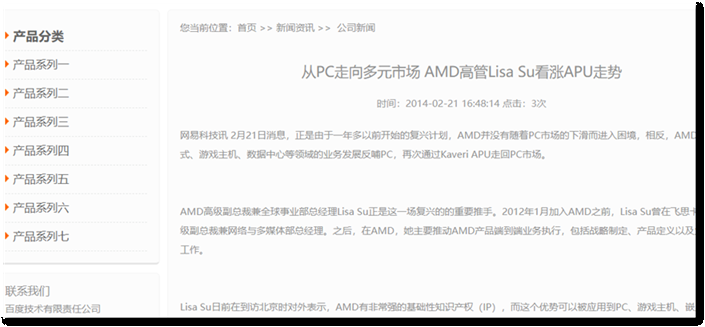 产品分类
产品系列一
产品系列二
产品系列三
产品系列四
产品系列五
产品系列六
产品系列七
联系我们
百度技术有限责任公司
您当前位置：首页 >> 新闻资讯 >> 公司新闻
从PC走向多元市场 AMD高管Lisa Su看涨APU走势
时间：2014-02-21 16:48:14 点击：3次
网易科技讯 2月21日消息，正是由于一年多以前开始的复兴计划，AMD并没有随着PC市场的下滑而进入困境，相反，AMD
式、游戏主机、数据中心等领域的业务发展反哺PC，再次通过Kaveri APU走回PC市场。
AMD高级副总裁兼全球事业部总经理Lisa Su正是这一场复兴的的重要推手。2012年1月加入AMD之前，Lisa Su曾在飞思卡
级副总裁兼网络与多媒体部总经理。之后，在AMD，她主要推动AMD产品端到端业务执行，包括战略制定、产品定义以及
工作。
Lisa Su日前在到访北京时对外表示，AMD有非常强的基础性知识产权（IP），而这个优势可以被应用到PC、游戏主机、嵌